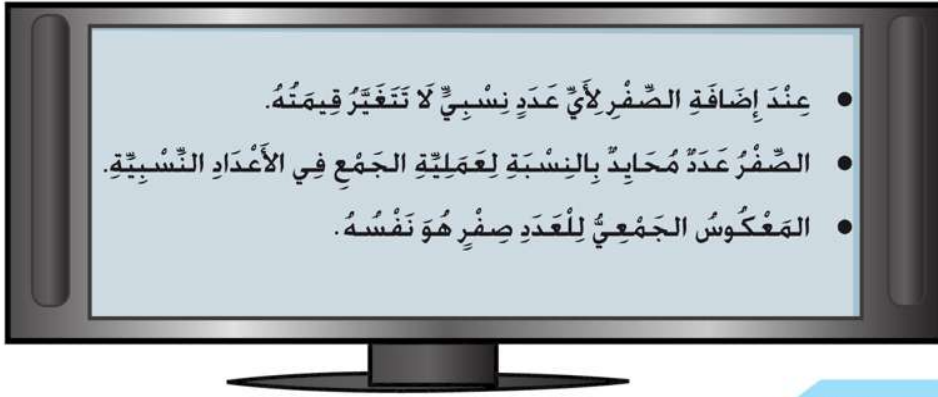 • عِنْدَ إِضَافَةِ الصِّفْرِ لِأَيِّ عَدَدٍ نِسْبِيٍّ لَا تَتَغَيَّرُ قِيمَتُهُ.
• الصِّفْرُ عَدَدٌ مُحَايِدٌ بِالنِسْبَةِ لِعَمَلِيَّةِ الجَمْعِ فِي الأَعْدَادِ النِّسْبِيَّةِ.
• المَعْكُوسُ الجَمْعِيُّ لِلْعَدَدِ صِفْرٍ هُوَ نَفْسُهُ.